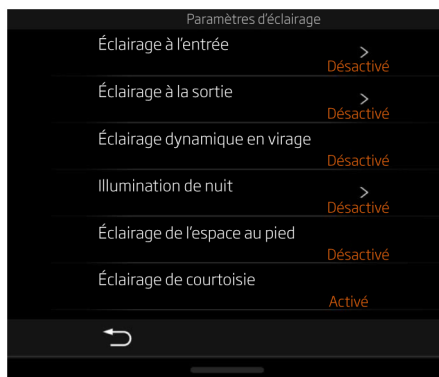 Paramètres d'éclairage
Éclairage à l'entrée
>
Désactivé
Éclairage à la sortie
>
Désactivé
Éclairage dynamique en virage
Désactivé
Illumination de nuit
>
Désactivé
Éclairage de l'espace au pied
Désactivé
Éclairage de courtoisie
Activé